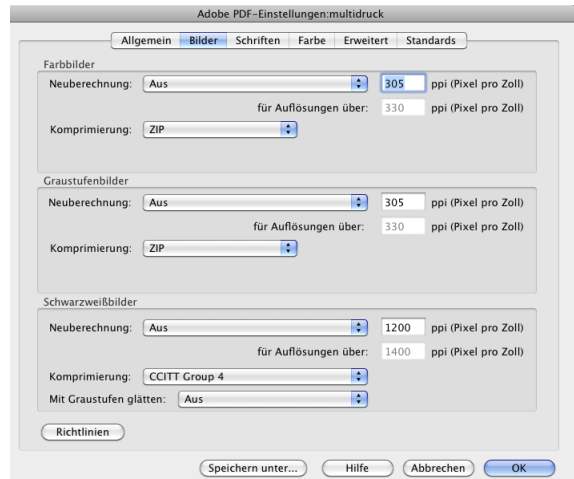 Adobe PDF-Einstellungen:multidruck
Allgemein Bilder Schriften Farbe Erweitert Standards
Farbbilder
Neuberechnung: Aus 305 ppi (Pixel pro Zoll)
für Auflösungen über: 330 ppi (Pixel pro Zoll)
Komprimierung: ZIP
Graustufenbilder
Neuberechnung: Aus 305 ppi (Pixel pro Zoll)
für Auflösungen über: 330 ppi (Pixel pro Zoll)
Komprimierung: ZIP
Schwarzweißbilder
Neuberechnung: Aus 1200 ppi (Pixel pro Zoll)
für Auflösungen über: 1400 ppi (Pixel pro Zoll)
Komprimierung: CCITT Group 4
Mit Graustufen glätten: Aus
Richtlinien
Speichern unter... Hilfe Abbrechen OK